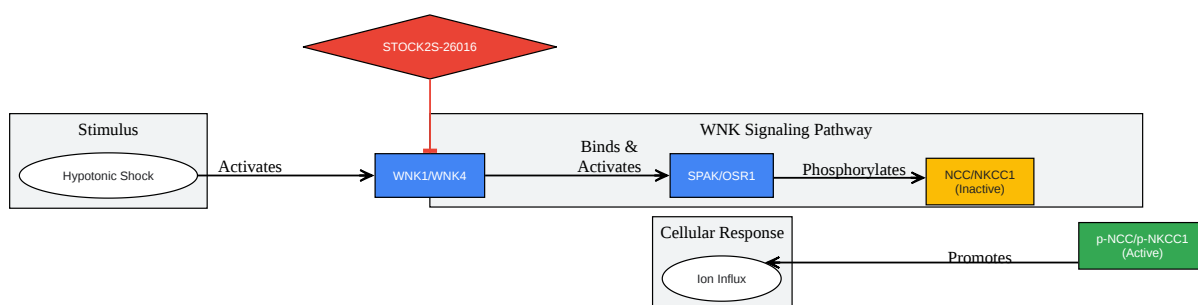 STOCK2S-26016
Stimulus
Hypotonic Shock
Activates
WNK1/WNK4
WNK Signaling Pathway
Binds &
Activates
SPAK/OSR1
Phosphorylates
NCC/NKCC1
(Inactive)
Cellular Response
Ion Influx
Promotes
p-NCC/p-NKCC1
(Active)